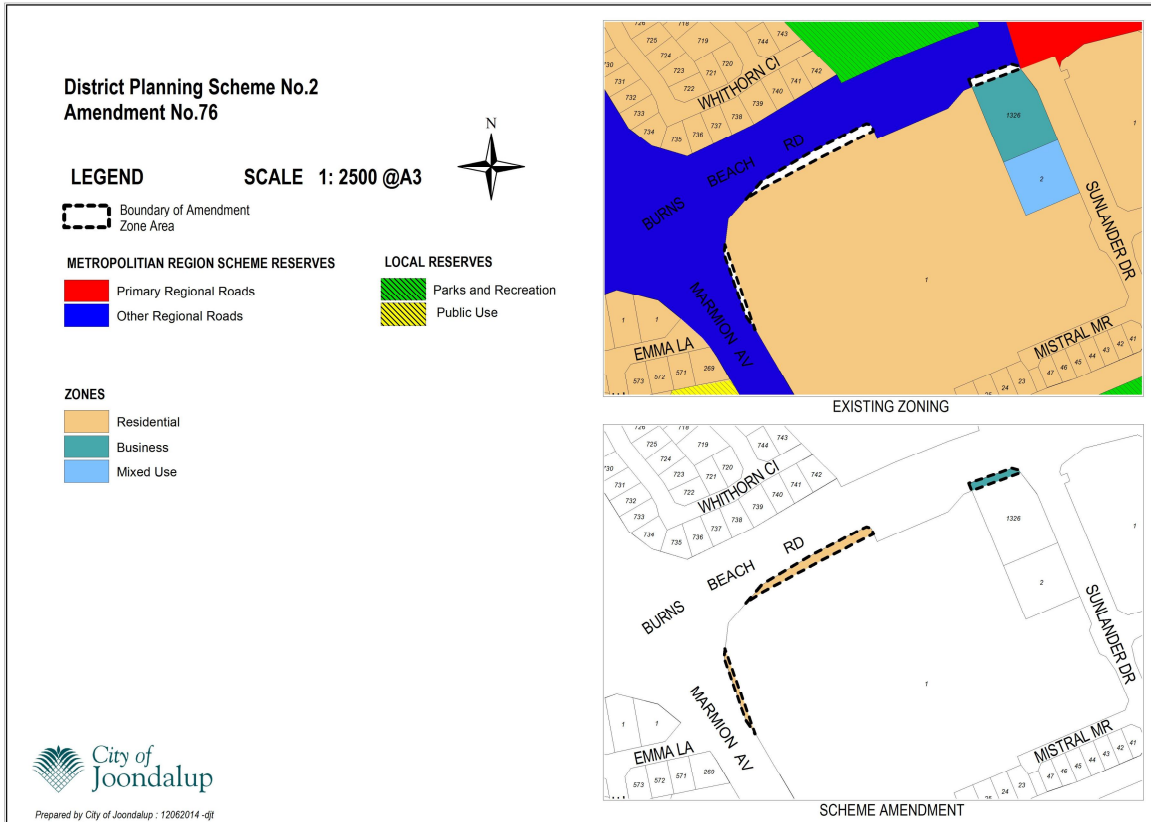 District Planning Scheme No.2
Amendment No.76
N
LEGEND
SCALE 1: 2500 @A3
Boundary of Amendment
Zone Area
METROPOLITIAN REGION SCHEME RESERVES
Primary Regional Roads
Other Regional Roads
LOCAL RESERVES
Parks and Recreation
Public Use
ZONES
Residential
Business
Mixed Use
City of
Joondalup
Prepared by City of Joondalup : 12062014 -djt
725
719
744
743
724
720
742
731
723
721
741
732
722
WHITHORN CI
740
733
739
738
734
735
736
737
1326
1
BURNS BEACH RD
2
SUNLANDER DR
1
MARMION AV
1
1
EMMA LA
573
572
571
269
MISTRAL MR
47
46
45
44
43
42
41
25
24
23
EXISTING ZONING
725
719
744
743
724
720
742
731
723
721
741
732
722
WHITHORN CI
740
733
739
738
734
735
736
737
1326
1
BURNS BEACH RD
2
SUNLANDER DR
1
MARMION AV
1
1
EMMA LA
573
572
571
269
MISTRAL MR
47
46
45
44
43
42
41
25
24
23
SCHEME AMENDMENT